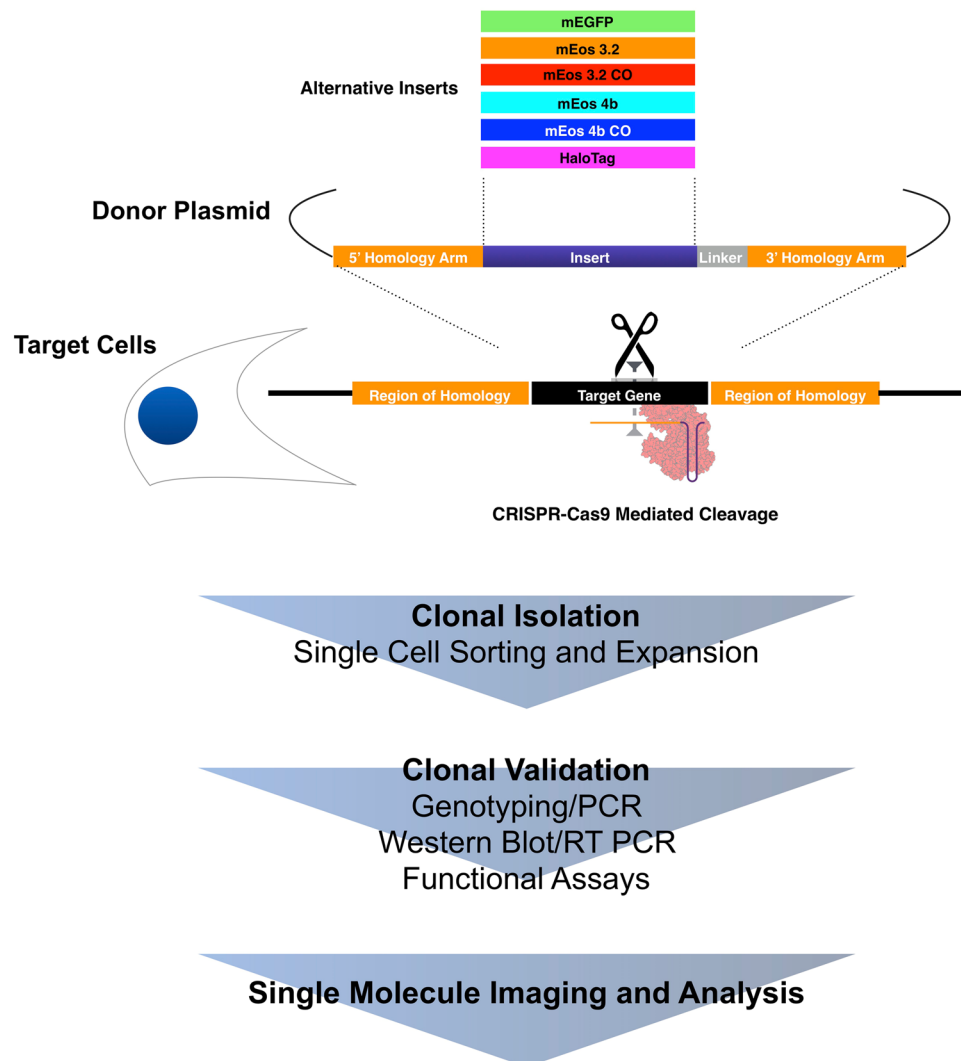 mEGFP
mEos 3.2
mEos 3.2 CO
Alternative Inserts
mEos 4b
mEos 4b CO
HaloTag
Donor Plasmid
5' Homology Arm Insert Linker 3' Homology Arm
Target Cells
Region of Homology Target Gene Region of Homology
CRISPR-Cas9 Mediated Cleavage
Clonal Isolation
Single Cell Sorting and Expansion
Clonal Validation
Genotyping/PCR
Western Blot/RT PCR
Functional Assays
Single Molecule Imaging and Analysis